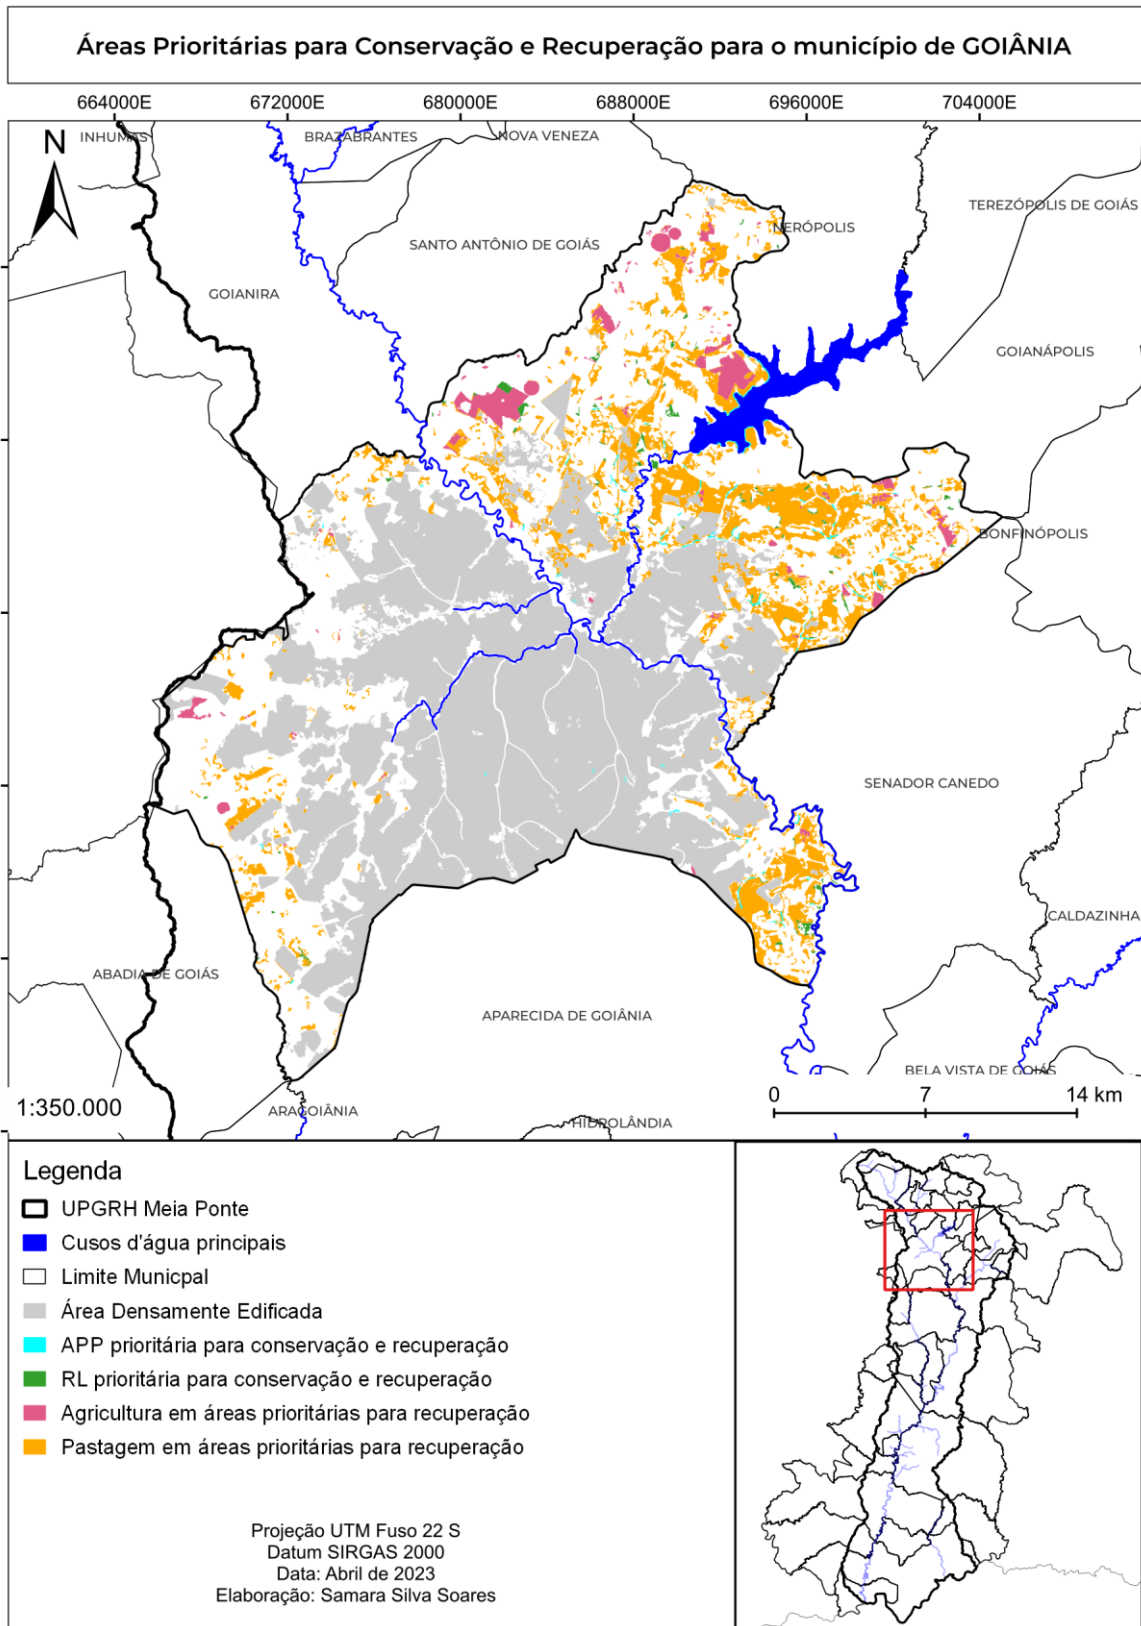 Áreas Prioritárias para Conservação e Recuperação para o município de GOIÂNIA
664000E 672000E 680000E 688000E 696000E 704000E
N
INHUMAS
BRAZABRANTES
NOVA VENEZA
TEREZÓPOLIS DE GOIÁS
NERÓPOLIS
SANTO ANTÔNIO DE GOIÁS
GOIANIRA
GOIANÁPOLIS
BONFINÓPOLIS
SENADOR CANEDO
CALDAZINHA
ABADIA DE GOIÁS
APARECIDA DE GOIÂNIA
BELA VISTA DE GOIÁS
ARAGOIÂNIA
HIDROLÂNDIA
1:350.000
0 7 14 km
Legenda
UPGRH Meia Ponte
Cusos d'água principais
Limite Municpal
Área Densamente Edificada
APP prioritária para conservação e recuperação
RL prioritária para conservação e recuperação
Agricultura em áreas prioritárias para recuperação
Pastagem em áreas prioritárias para recuperação
Projeção UTM Fuso 22 S
Datum SIRGAS 2000
Data: Abril de 2023
Elaboração: Samara Silva Soares